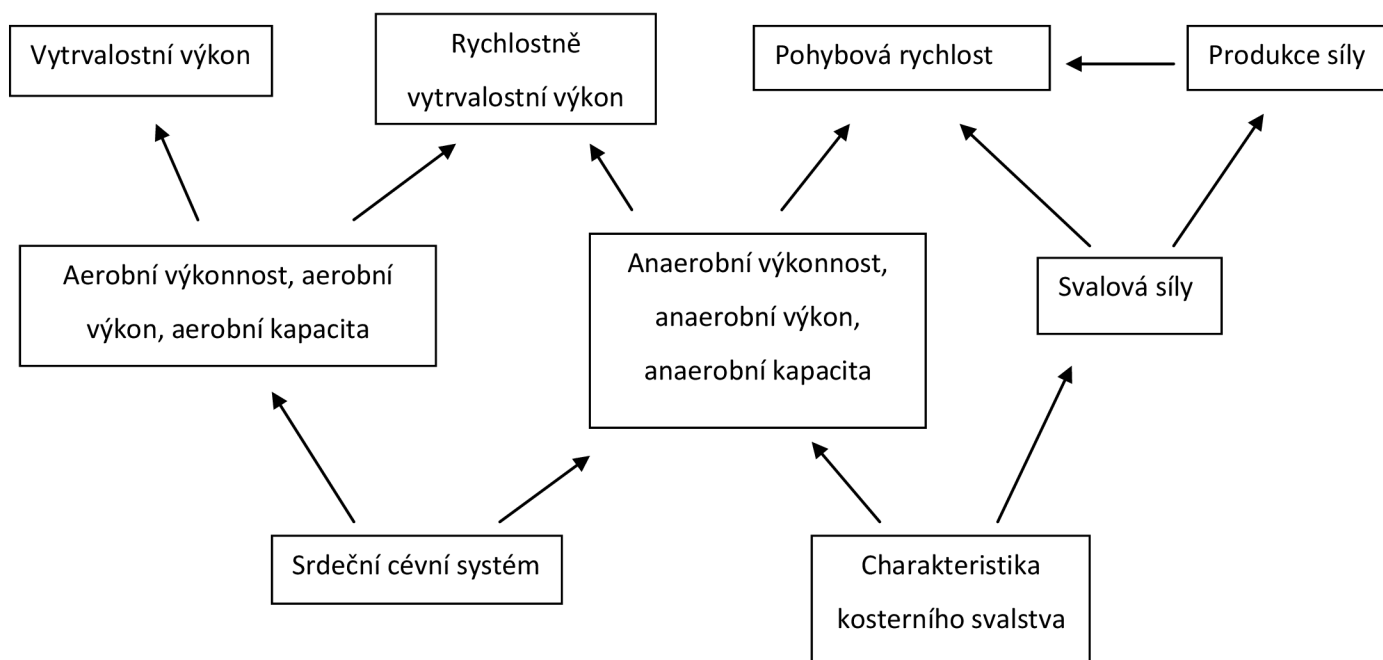 Vytrvalostní výkon
Rychlostně
vytrvalostní výkon
Pohybová rychlost
Produkce síly
Aerobní výkonnost, aerobní
výkon, aerobní kapacita
Anaerobní výkonnost,
anaerobní výkon,
anaerobní kapacita
Svalová síly
Srdeční cévní systém
Charakteristika
kosterního svalstva